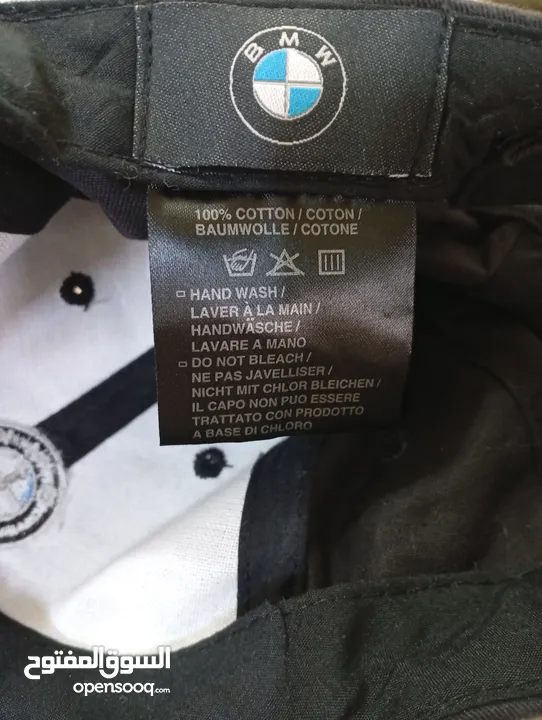 BMW
100% COTTON / COTON /
BAUMWOLLE / COTONE
HAND WASH /
LAVER À LA MAIN /
HANDWÄSCHE /
LAVARE A MANO
DO NOT BLEACH /
NE PAS JAVELLISER /
NICHT MIT CHLOR BLEICHEN /
IL CAPO NON PUO ESSERE
TRATTATO CON PRODOTTO
A BASE DI CLORO
السوق المفتوح
opensooq.com